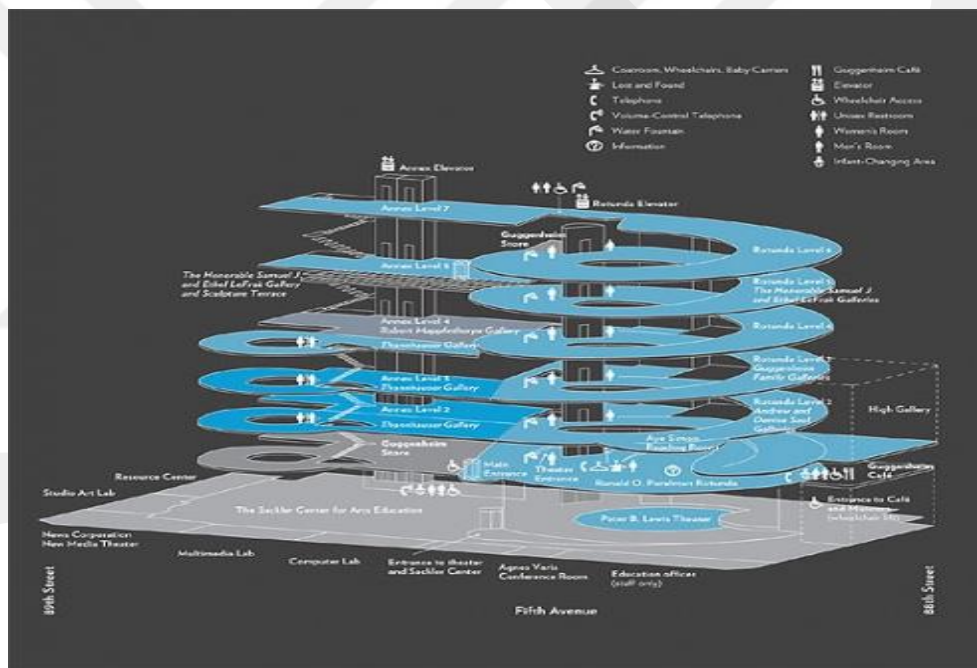 Coatroom, Wheelchairs, Baby Carriers
Lost and Found
Telephone
Volume-Control Telephone
Water Fountain
Information
Guggenheim Café
Elevator
Wheelchair Access
Unisex Restroom
Women's Room
Men's Room
Infant-Changing Area
Annex Elevator
Rotunda Elevator
Annex Level 7
Guggenheim
Store
Rotunda Level 6
Annex Level 5
The Honorable Samuel J
and Ethel LeFrak Gallery
and Sculpture Terrace
Rotunda Level 5
The Honorable Samuel J
and Ethel LeFrak Galleries
Annex Level 4
Robert Mapplethorpe Gallery
Thannhauser Gallery
Rotunda Level 4
Annex Level 3
Thannhauser Gallery
Rotunda Level 3
Guggenheim
Family Galleries
Annex Level 2
Thannhauser Gallery
Rotunda Level 2
Andrew and
Denise Saul
Galleries
High Gallery
Guggenheim
Store
Aye Simon
Reading Room
Main
Entrance
Theater
Entrance
Ronald O. Perelman Rotunda
Guggenheim
Café
Entrance to Café
and Museum
Resource Center
Studio Art Lab
The Sackler Center for Arts Education
Peter B. Lewis Theater
News Corporation
New Media Theater
Multimedia Lab
Computer Lab
Entrance to theater
and Sackler Center
Agnes Varis
Conference Room
Education offices
(staff only)
89th Street
Fifth Avenue
88th Street